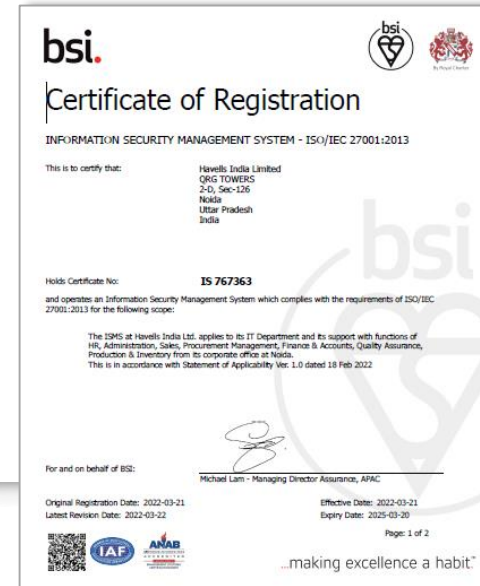 bsi.
bsi.
By Royal Charter
Certificate of Registration
INFORMATION SECURITY MANAGEMENT SYSTEM - ISO/IEC 27001:2013
This is to certify that:
Havells India Limited
QRG TOWERS
2-D, Sec-126
Noida
Uttar Pradesh
India
Holds Certificate No:
IS 767363
and operates an Information Security Management System which complies with the requirements of ISO/IEC
27001:2013 for the following scope:
The ISMS at Havells India Ltd. applies to its IT Department and its support with functions of
HR, Administration, Sales, Procurement Management, Finance & Accounts, Quality Assurance,
Production & Inventory from its corporate office at Noida.
This is in accordance with Statement of Applicability Ver. 1.0 dated 18 Feb 2022
bsi
For and on behalf of BSI:
Michael Lam - Managing Director Assurance, APAC
Original Registration Date: 2022-03-21
Effective Date: 2022-03-21
Latest Revision Date: 2022-03-22
Expiry Date: 2025-03-20
Page: 1 of 2
IAF
ANAB
ACCREDITED
...making excellence a habit.™